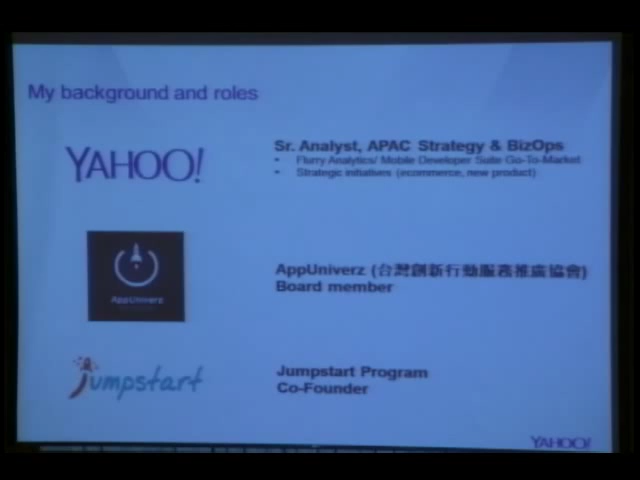 My background and roles
YAHOO!
Sr. Analyst, APAC Strategy & BizOps
• Flurry Analytics/ Mobile Developer Suite Go-To-Market
• Strategic initiatives (ecommerce, new product)
AppUniverz
AppUniverz (台灣創新行動服務推廣協會)
Board member
jumpstart
Jumpstart Program
Co-Founder
YAHOO!